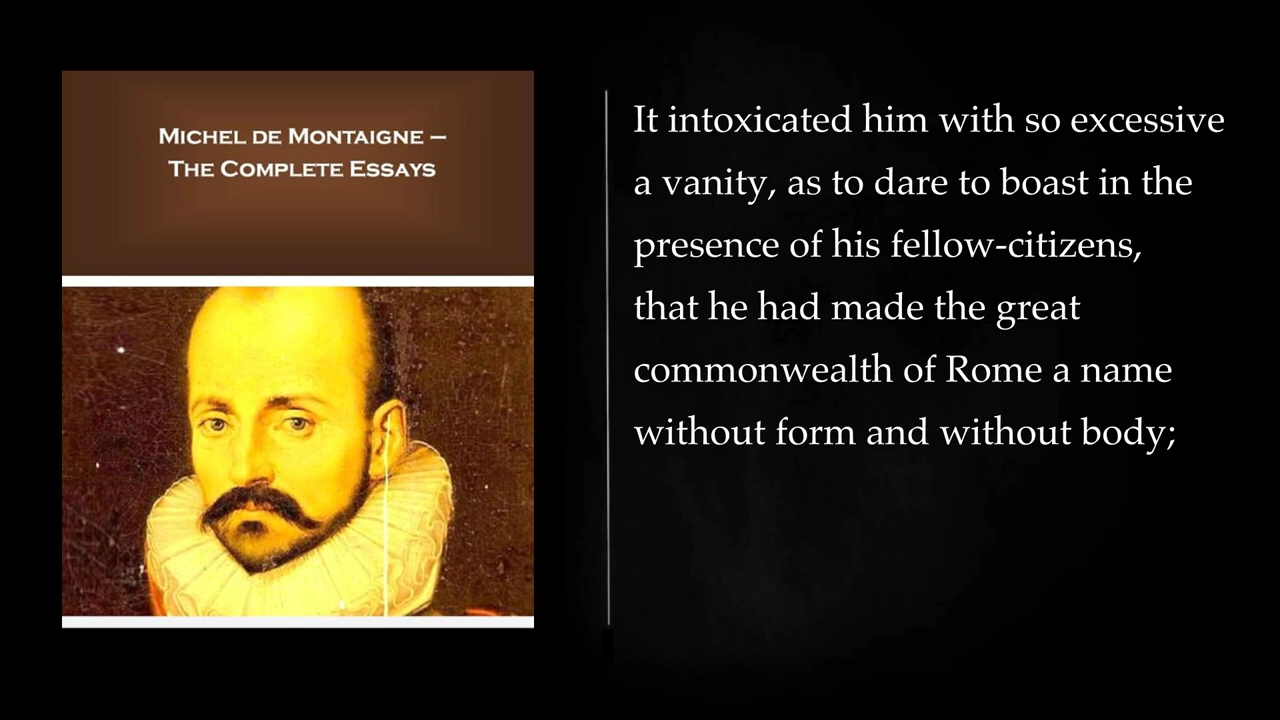 MICHEL DE MONTAIGNE –
THE COMPLETE ESSAYS
It intoxicated him with so excessive
a vanity, as to dare to boast in the
presence of his fellow-citizens,
that he had made the great
commonwealth of Rome a name
without form and without body;